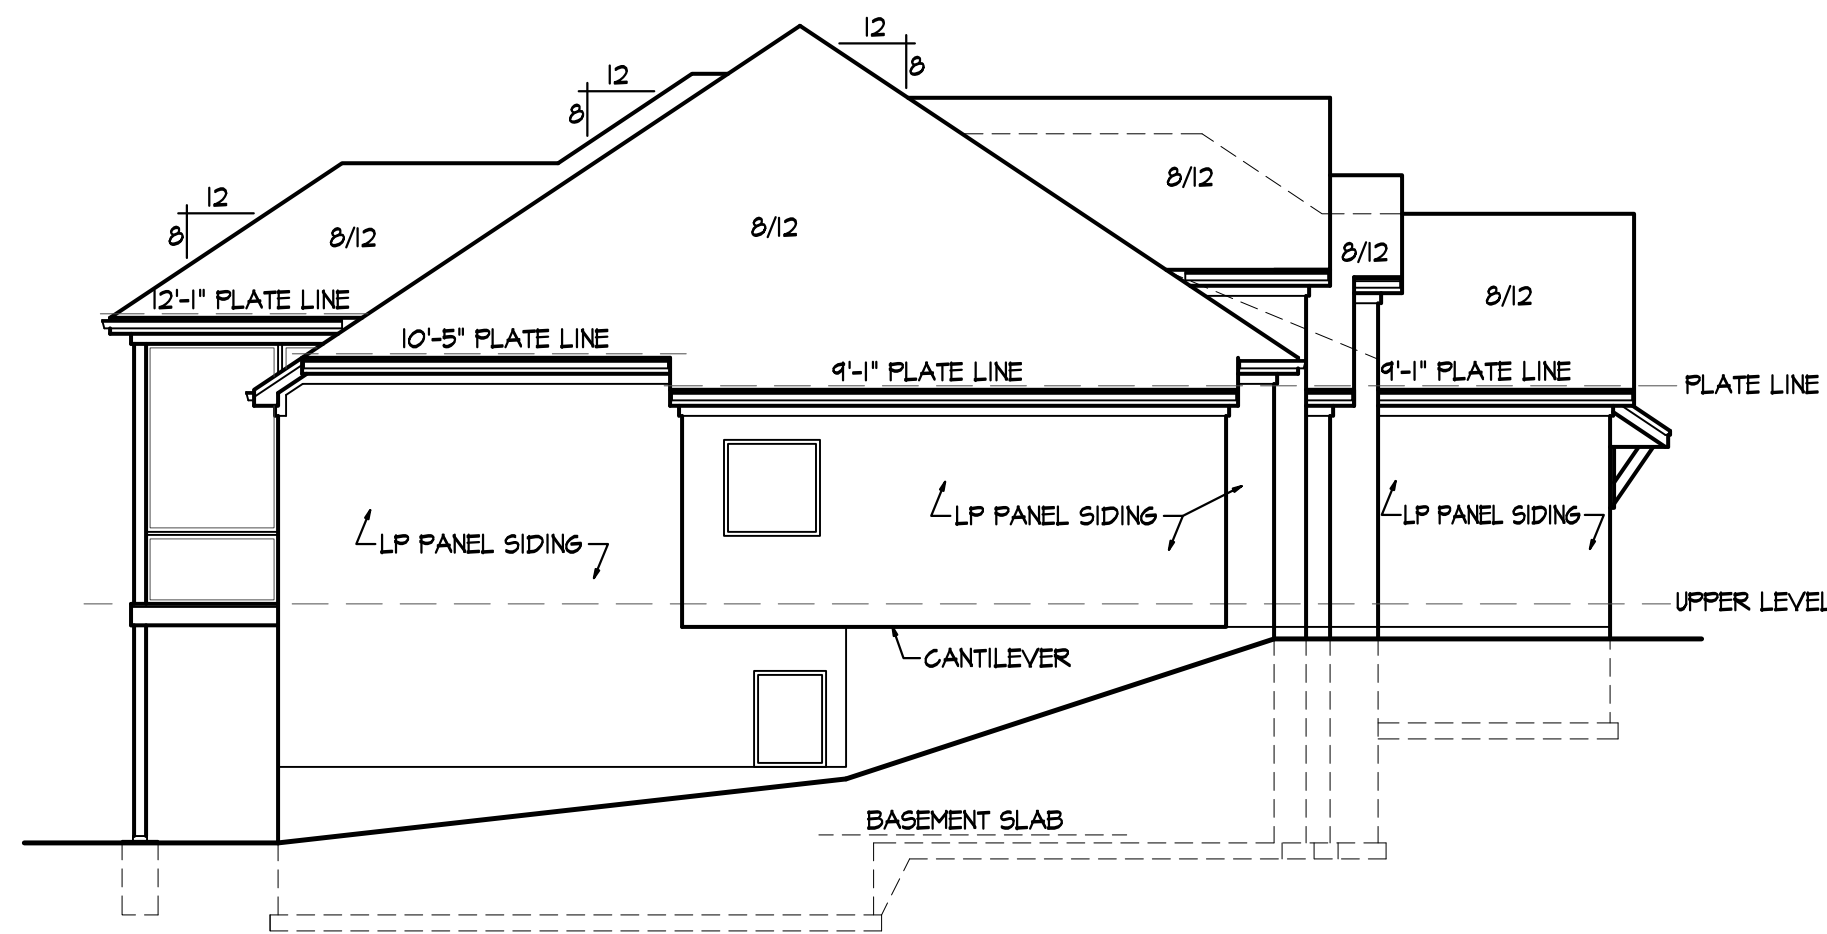 12
8
12
8
12
8
8/12
8/12
8/12
8/12
8/12
12'-1" PLATE LINE
10'-5" PLATE LINE
9'-1" PLATE LINE
9'-1" PLATE LINE
PLATE LINE
LP PANEL SIDING
LP PANEL SIDING
LP PANEL SIDING
UPPER LEVEL
CANTILEVER
BASEMENT SLAB